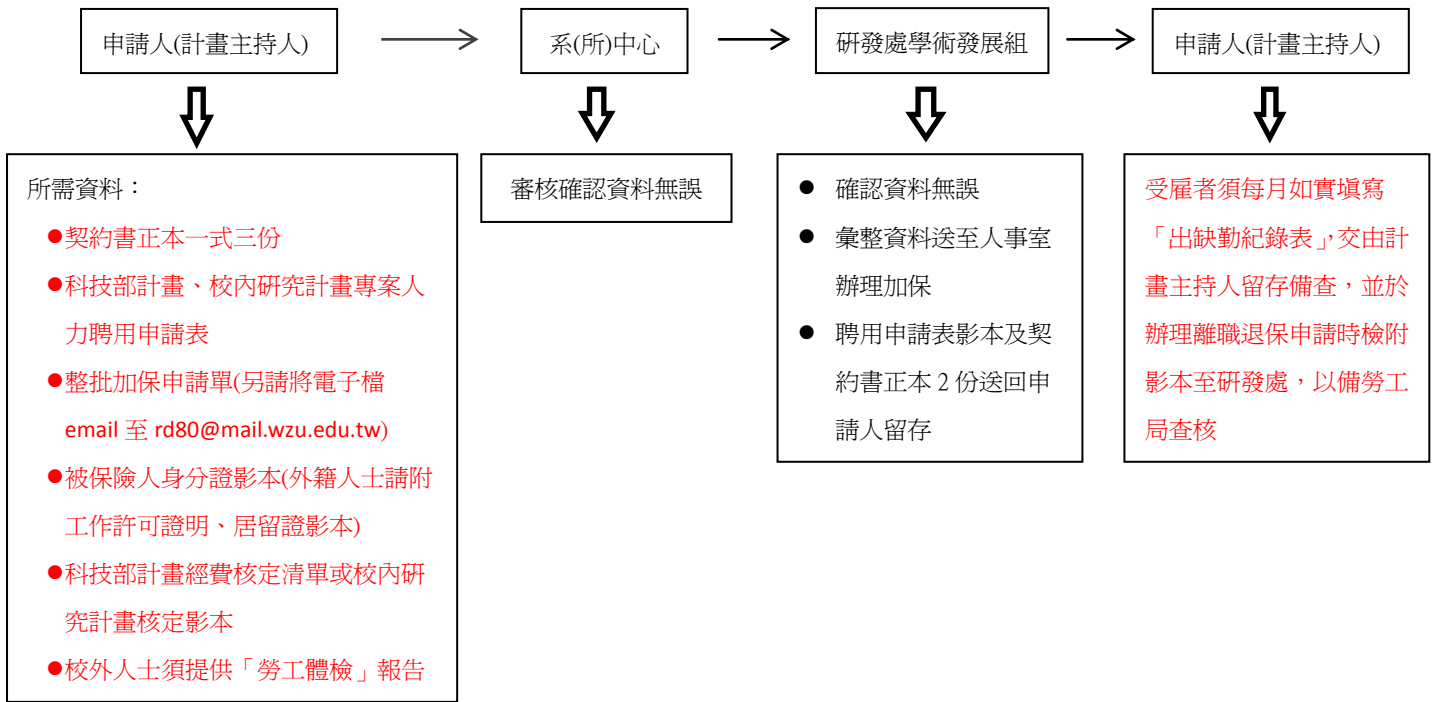 申請人(計畫主持人)
系(所)中心
研發處學術發展組
申請人(計畫主持人)
所需資料：
●契約書正本一式三份
●科技部計畫、校內研究計畫專案人
力聘用申請表
●整批加保申請單(另請將電子檔
email 至 rd80@mail.wzu.edu.tw)
●被保險人身分證影本(外籍人士請附
工作許可證明、居留證影本)
●科技部計畫經費核定清單或校內研
究計畫核定影本
●校外人士須提供「勞工體檢」報告
審核確認資料無誤
● 確認資料無誤
● 彙整資料送至人事室
辦理加保
● 聘用申請表影本及契
約書正本 2 份送回申
請人留存
受雇者須每月如實填寫
「出缺勤紀錄表」，交由計
畫主持人留存備查，並於
辦理離職退保申請時檢附
影本至研發處，以備勞工
局查核